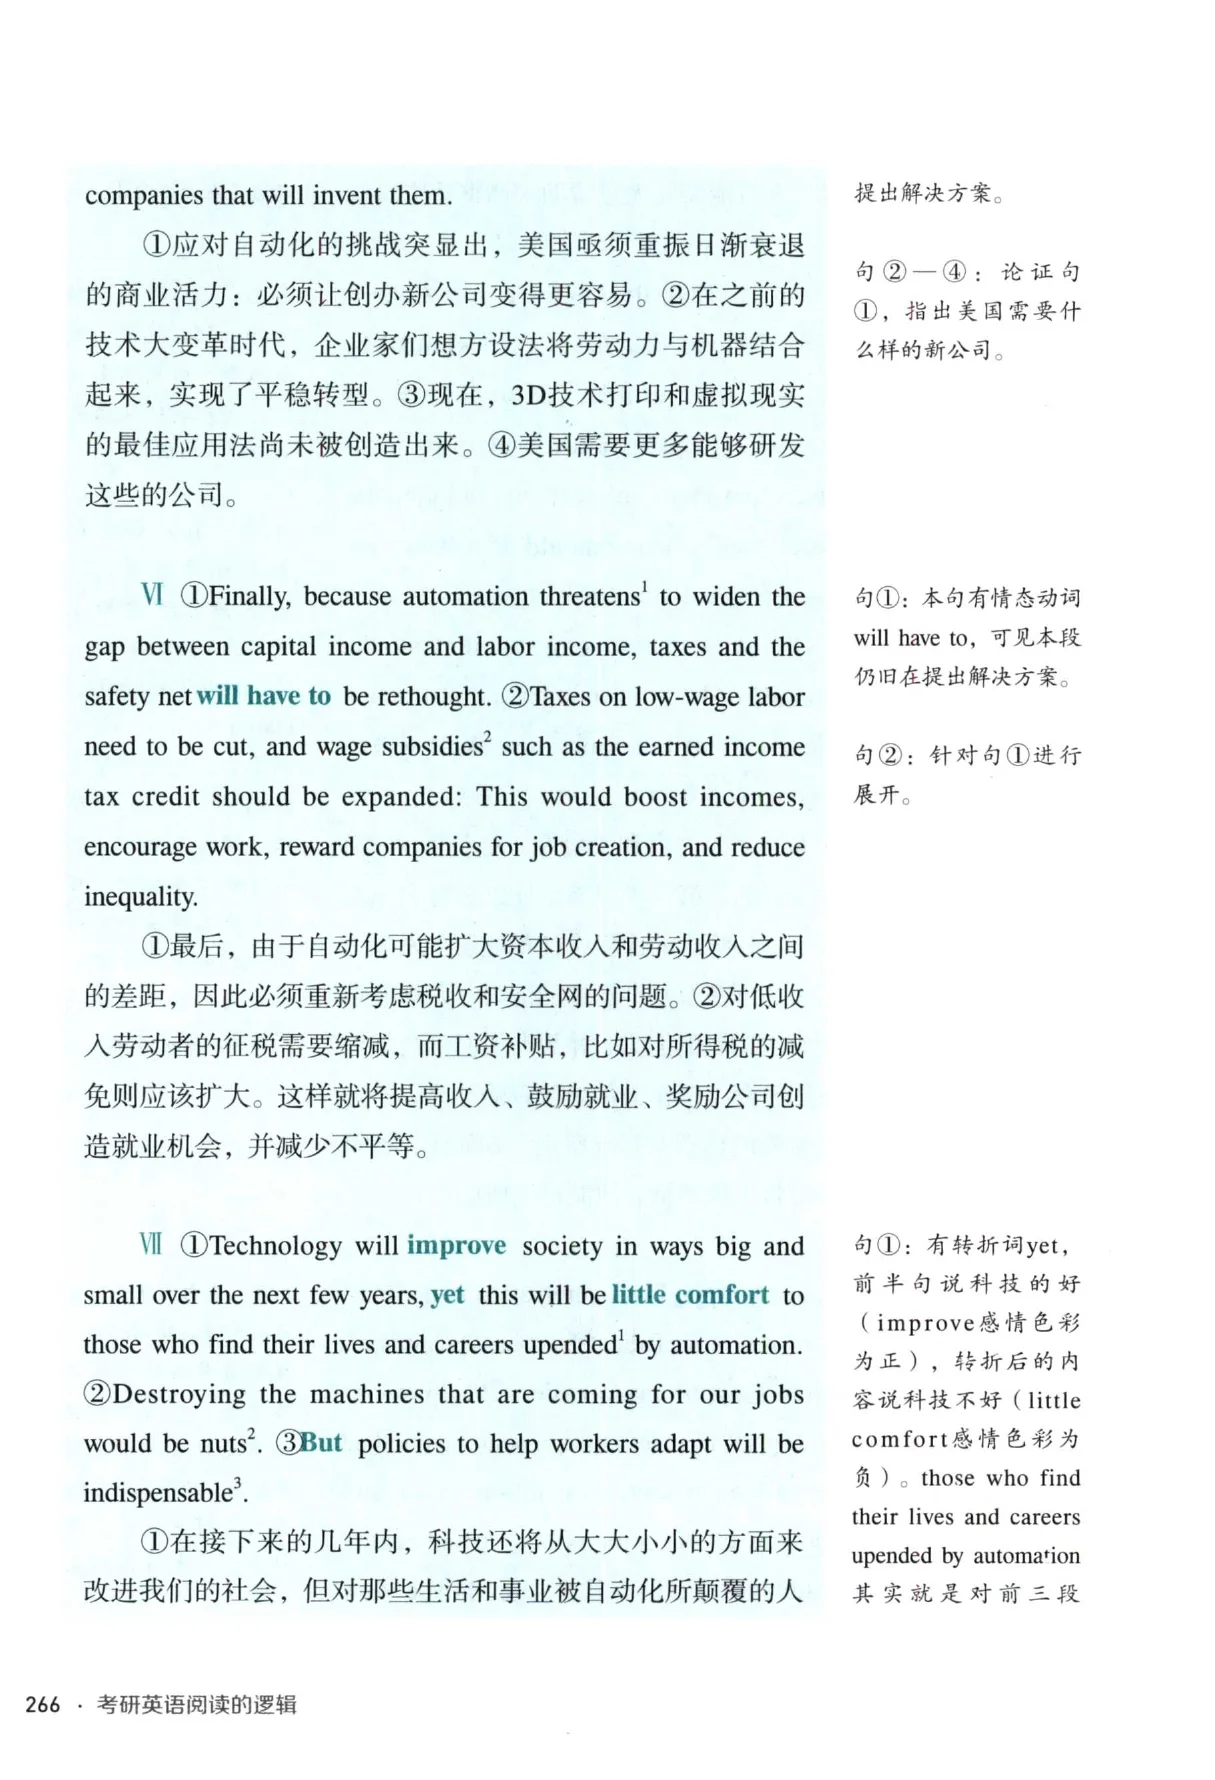 companies that will invent them.
①应对自动化的挑战突显出，美国亟须重振日渐衰退
的商业活力：必须让创办新公司变得更容易。②在之前的
技术大变革时代，企业家们想方设法将劳动力与机器结合
起来，实现了平稳转型。③现在，3D技术打印和虚拟现实
的最佳应用法尚未被创造出来。④美国需要更多能够研发
这些的公司。
提出解决方案。
句②—④：论证句
①，指出美国需要什
么样的新公司。
Ⅵ ①Finally, because automation threatens¹ to widen the
gap between capital income and labor income, taxes and the
safety net will have to be rethought. ②Taxes on low-wage labor
need to be cut, and wage subsidies² such as the earned income
tax credit should be expanded: This would boost incomes,
encourage work, reward companies for job creation, and reduce
inequality.
①最后，由于自动化可能扩大资本收入和劳动收入之间
的差距，因此必须重新考虑税收和安全网的问题。②对低收
入劳动者的征税需要缩减，而工资补贴，比如对所得税的减
免则应该扩大。这样就将提高收入、鼓励就业、奖励公司创
造就业机会，并减少不平等。
句①：本句有情态动词
will have to，可见本段
仍旧在提出解决方案。
句②：针对句①进行
展开。
Ⅶ ①Technology will improve society in ways big and
small over the next few years, yet this will be little comfort to
those who find their lives and careers upended¹ by automation.
②Destroying the machines that are coming for our jobs
would be nuts². ③But policies to help workers adapt will be
indispensable³.
①在接下来的几年内，科技还将从大大小小的方面来
改进我们的社会，但对那些生活和事业被自动化所颠覆的人
句①：有转折词yet，
前半句说科技的好
（improve感情色彩
为正），转折后的内
容说科技不好（little
comfort感情色彩为
负）。those who find
their lives and careers
upended by automation
其实就是对前三段
266 · 考研英语阅读的逻辑